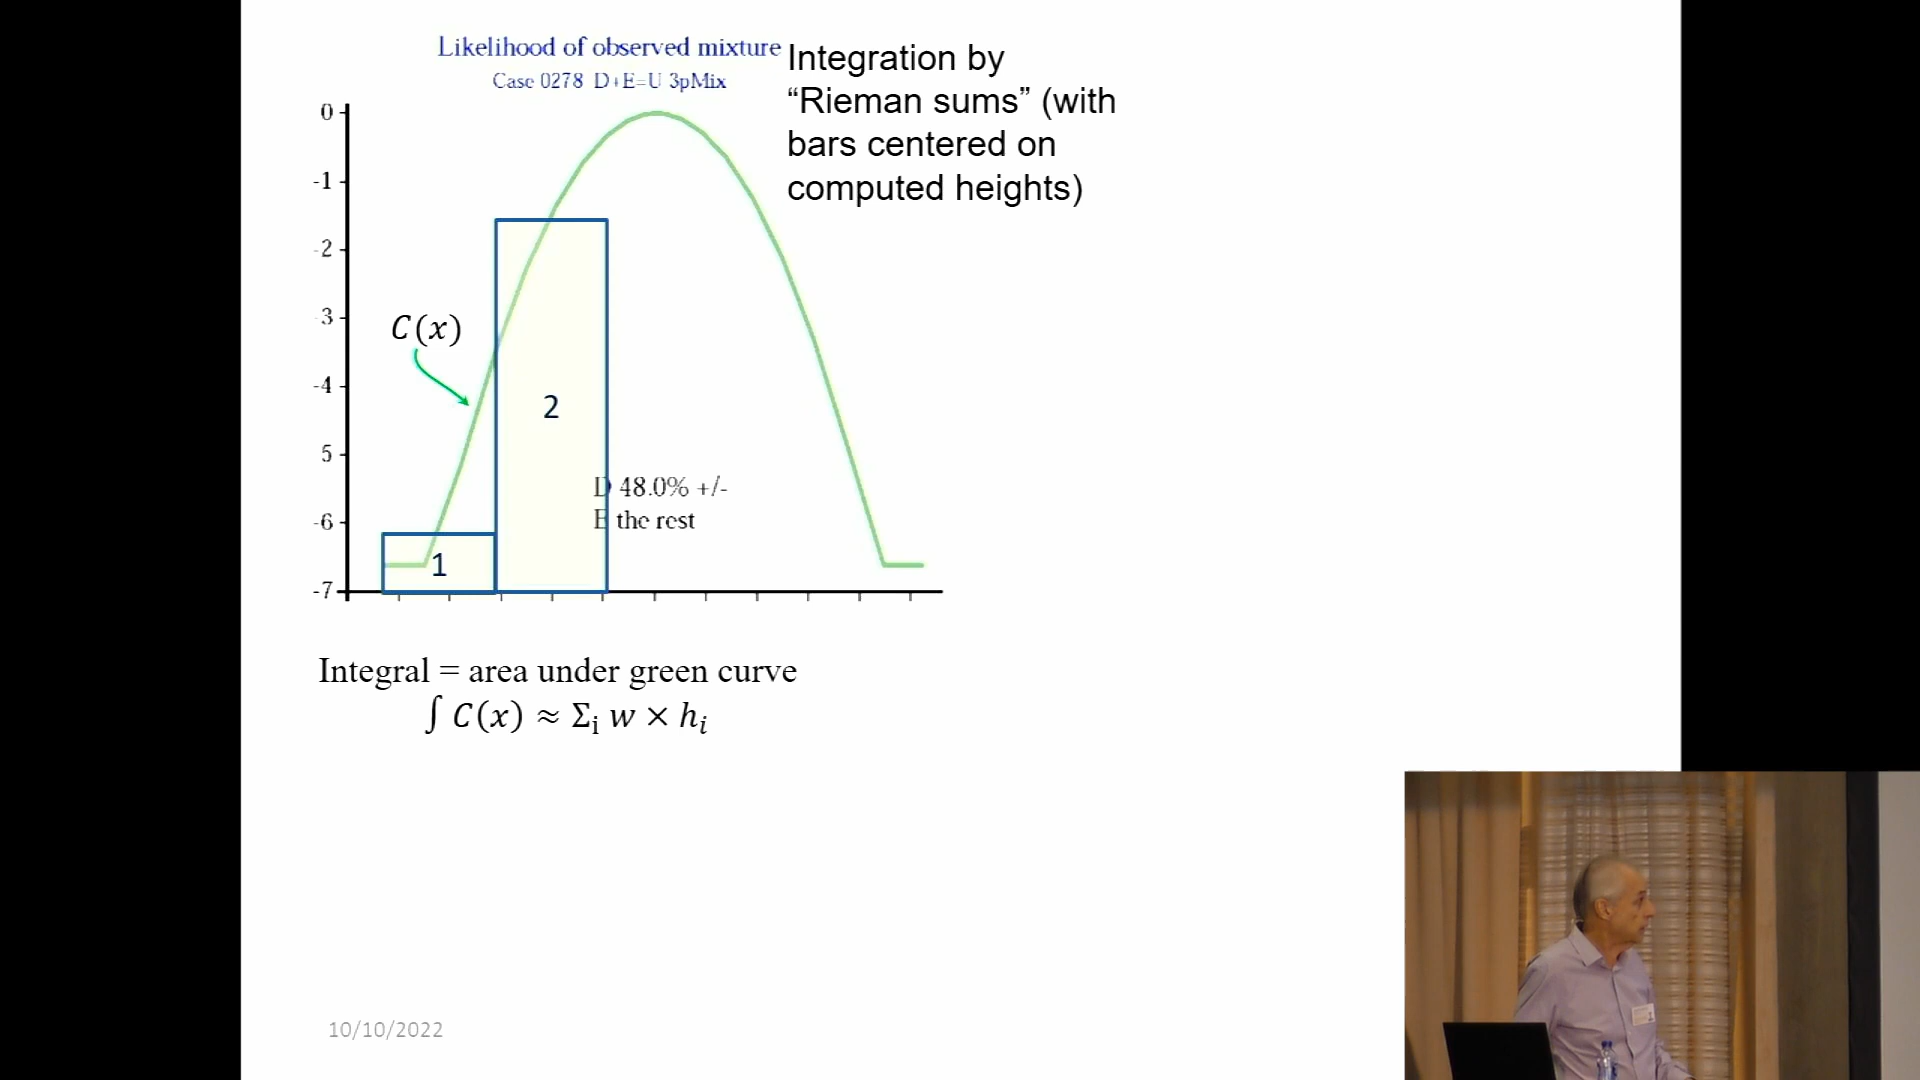 Likelihood of observed mixture
Case 0278 D+E=U 3pMix
Integration by
“Rieman sums” (with
bars centered on
computed heights)
0
-1
-2
3
-4
5
-6
-7
C(x)
2
1
D 48.0% +/-
E the rest
Integral = area under green curve
∫ C(x) ≈ Σi w × hi
10/10/2022